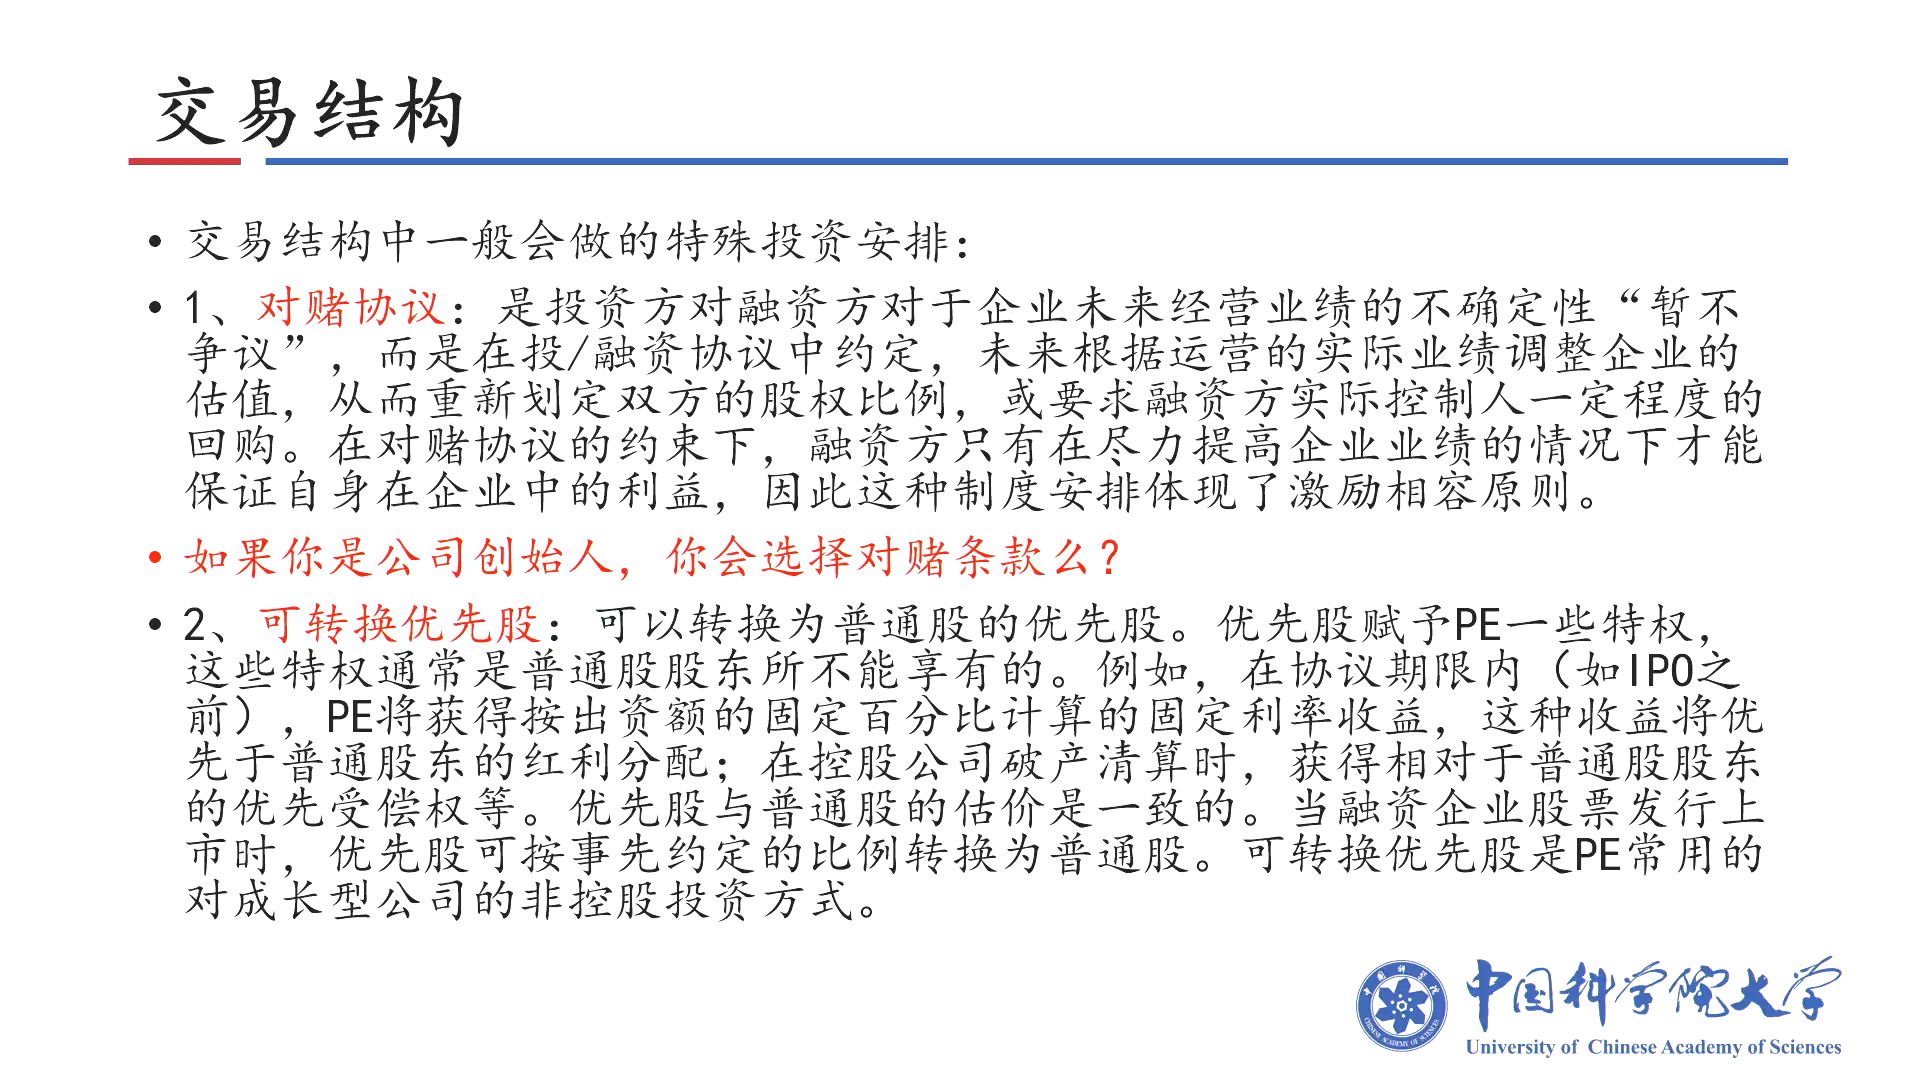 交易结构
• 交易结构中一般会做的特殊投资安排：
• 1、对赌协议：是投资方对融资方对于企业未来经营业绩的不确定性“暂不
争议”，而是在投/融资协议中约定，未来根据运营的实际业绩调整企业的
估值，从而重新划定双方的股权比例，或要求融资方实际控制人一定程度的
回购。在对赌协议的约束下，融资方只有在尽力提高企业业绩的情况下才能
保证自身在企业中的利益，因此这种制度安排体现了激励相容原则。
• 如果你是公司创始人，你会选择对赌条款么？
• 2、可转换优先股：可以转换为普通股的优先股。优先股赋予PE一些特权，
这些特权通常是普通股股东所不能享有的。例如，在协议期限内（如IPO之
前），PE将获得按出资额的固定百分比计算的固定利率收益，这种收益将优
先于普通股东的红利分配；在控股公司破产清算时，获得相对于普通股股东
的优先受偿权等。优先股与普通股的估价是一致的。当融资企业股票发行上
市时，优先股可按事先约定的比例转换为普通股。可转换优先股是PE常用的
对成长型公司的非控股投资方式。
中国科学院
CHINESE ACADEMY OF SCIENCES
中国科学院大学
University of Chinese Academy of Sciences